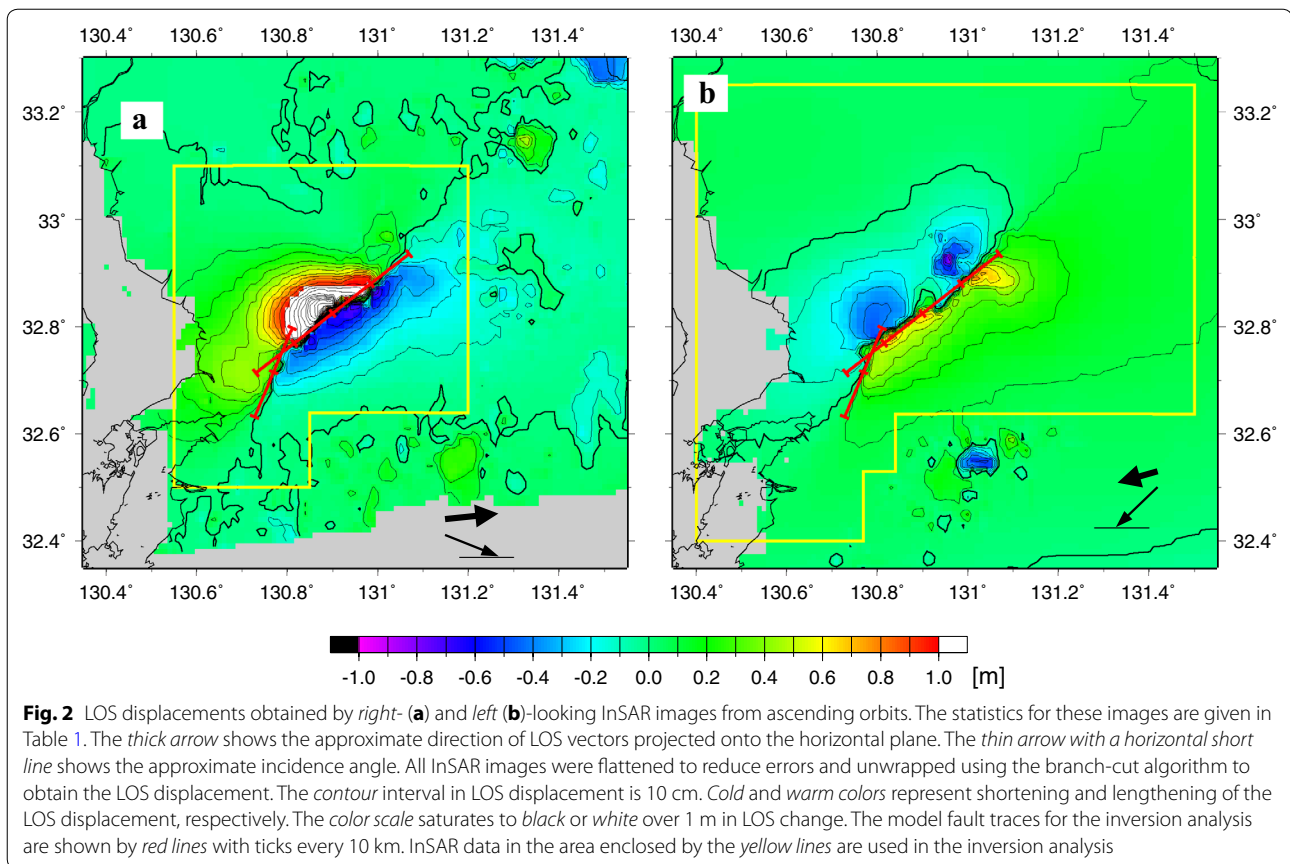 130.4˚ 130.6˚ 130.8˚ 131˚ 131.2˚ 131.4˚
130.4˚ 130.6˚ 130.8˚ 131˚ 131.2˚ 131.4˚
a
b
33.2˚
33˚
32.8˚
32.6˚
32.4˚
33.2˚
33˚
32.8˚
32.6˚
32.4˚
130.4˚ 130.6˚ 130.8˚ 131˚ 131.2˚ 131.4˚
130.4˚ 130.6˚ 130.8˚ 131˚ 131.2˚ 131.4˚
-1.0 -0.8 -0.6 -0.4 -0.2 0.0 0.2 0.4 0.6 0.8 1.0 [m]
Fig. 2 LOS displacements obtained by right- (a) and left (b)-looking InSAR images from ascending orbits. The statistics for these images are given in
Table 1. The thick arrow shows the approximate direction of LOS vectors projected onto the horizontal plane. The thin arrow with a horizontal short
line shows the approximate incidence angle. All InSAR images were flattened to reduce errors and unwrapped using the branch-cut algorithm to
obtain the LOS displacement. The contour interval in LOS displacement is 10 cm. Cold and warm colors represent shortening and lengthening of the
LOS displacement, respectively. The color scale saturates to black or white over 1 m in LOS change. The model fault traces for the inversion analysis
are shown by red lines with ticks every 10 km. InSAR data in the area enclosed by the yellow lines are used in the inversion analysis